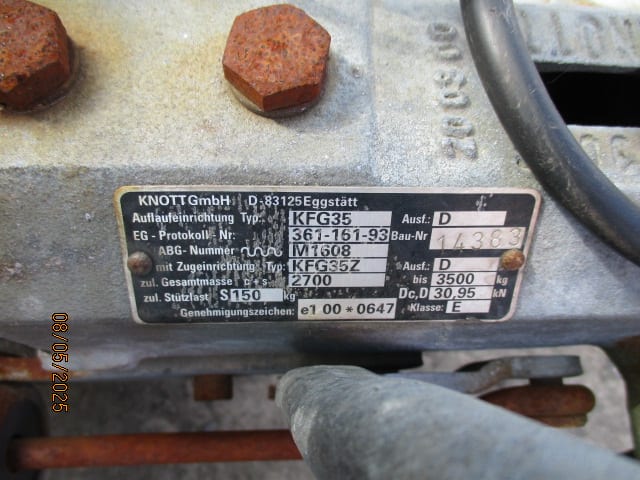 KNOTT GmbH D-83125 Eggstätt
Auflaufeinrichtung Typ: KFG35 Ausf.: D
EG - Protokoll- Nr: 361-161-93 Bau-Nr 14383
ABG-Nummer M1608
mit Zugeinrichtung Typ: KFG35Z Ausf.: D
zul. Gesamtmasse c+s 2700 bis 3500 kg
zul. Stützlast S150 kg Dc,D 30,95 kN
Genehmigungszeichen: e1 00*0647 Klasse: E
08/05/2025